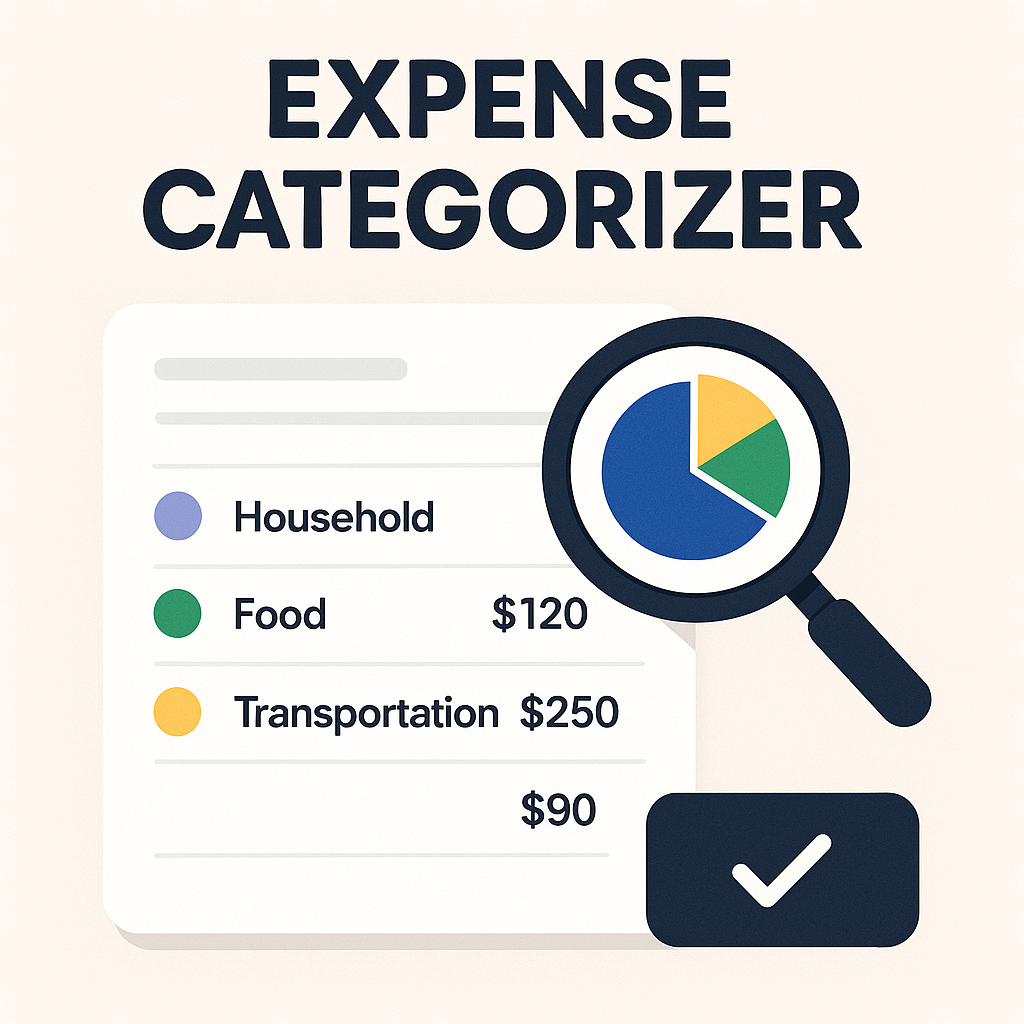 EXPENSE
CATEGORIZER
Household
Food $120
Transportation $250
$90